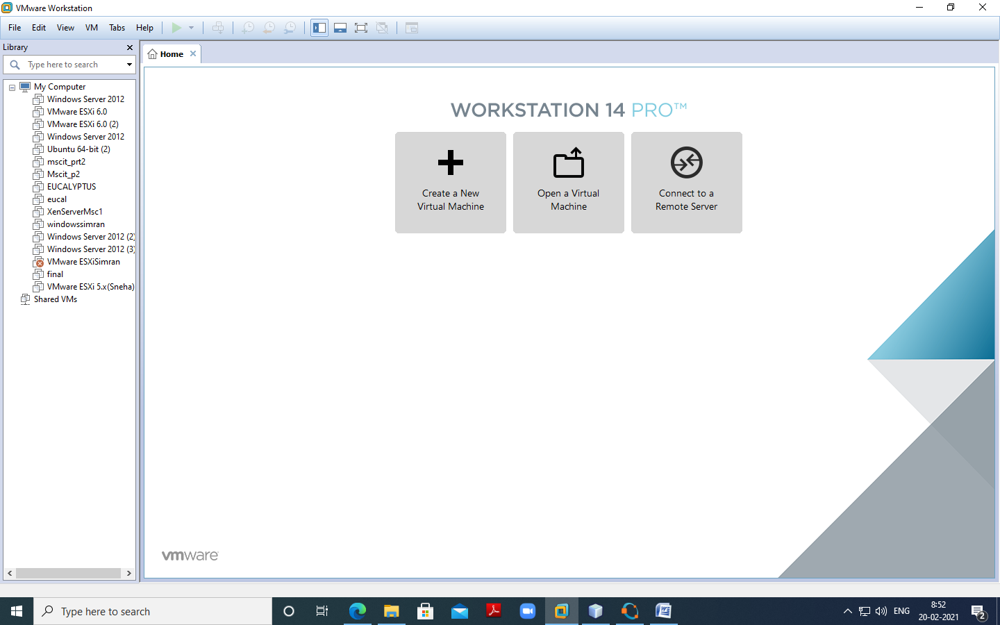 VMware Workstation
File Edit View VM Tabs Help
Library
Type here to search
My Computer
Windows Server 2012
VMware ESXi 6.0
VMware ESXi 6.0 (2)
Windows Server 2012
Ubuntu 64-bit (2)
mscit_prt2
Mscit_p2
EUCALYPTUS
eucal
XenServerMsc1
windowssimran
Windows Server 2012 (2)
Windows Server 2012 (3)
VMware ESXiSimran
final
VMware ESXi 5.x(Sneha)
Shared VMs
Home
WORKSTATION 14 PRO™
Create a New
Virtual Machine
Open a Virtual
Machine
Connect to a
Remote Server
vmware
Type here to search
ENG
8:52
20-02-2021
2